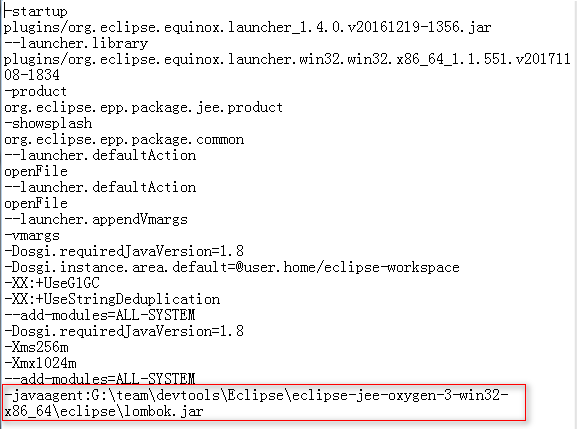 -startup
plugins/org.eclipse.equinox.launcher_1.4.0.v20161219-1356.jar
--launcher.library
plugins/org.eclipse.equinox.launcher.win32.win32.x86_64_1.1.551.v201711
08-1834
-product
org.eclipse.epp.package.jee.product
-showsplash
org.eclipse.epp.package.common
--launcher.defaultAction
openFile
--launcher.defaultAction
openFile
--launcher.appendVmargs
-vmargs
-Dosgi.requiredJavaVersion=1.8
-Dosgi.instance.area.default=@user.home/eclipse-workspace
-XX:+UseG1GC
-XX:+UseStringDeduplication
--add-modules=ALL-SYSTEM
-Dosgi.requiredJavaVersion=1.8
-Xms256m
-Xmx1024m
--add-modules=ALL-SYSTEM
-javaagent:G:\team\devtools\Eclipse\eclipse-jee-oxygen-3-win32-
x86_64\eclipse\lombok.jar